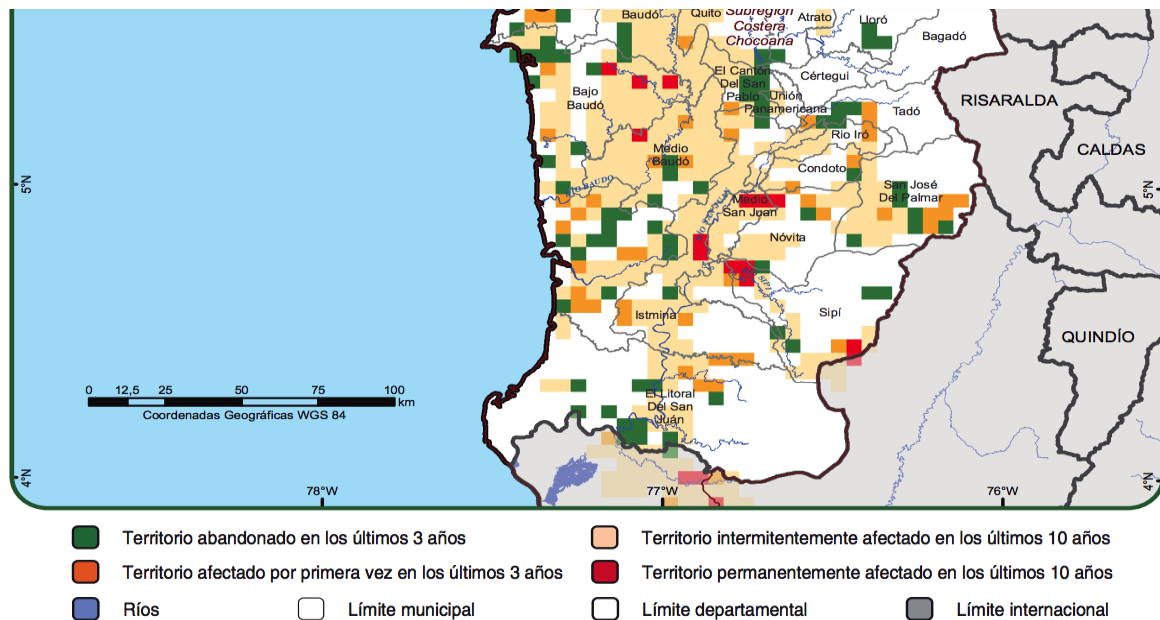 Baudó
Quito
Subregión
Costera
Chocoana
Atrato
Lloró
Bagadó
El Cantón
Del San
Pablo
Unión
Panamericana
Cértegui
Bajo
Baudó
Tadó
Rio Iró
RISARALDA
CALDAS
Medio
Baudó
Condoto
5°N
5°N
RIO BAUDO
San José
Del Palmar
Medio
San Juan
Nóvita
SIPI
Istmina
Sipí
QUINDÍO
0 12,5 25 50 75 100
km
Coordenadas Geográficas WGS 84
El Litoral
Del San
Juán
4°N
4°N
78°W
77°W
76°W
Territorio abandonado en los últimos 3 años
Territorio intermitentemente afectado en los últimos 10 años
Territorio afectado por primera vez en los últimos 3 años
Territorio permanentemente afectado en los últimos 10 años
Ríos
Límite municipal
Límite departamental
Límite internacional